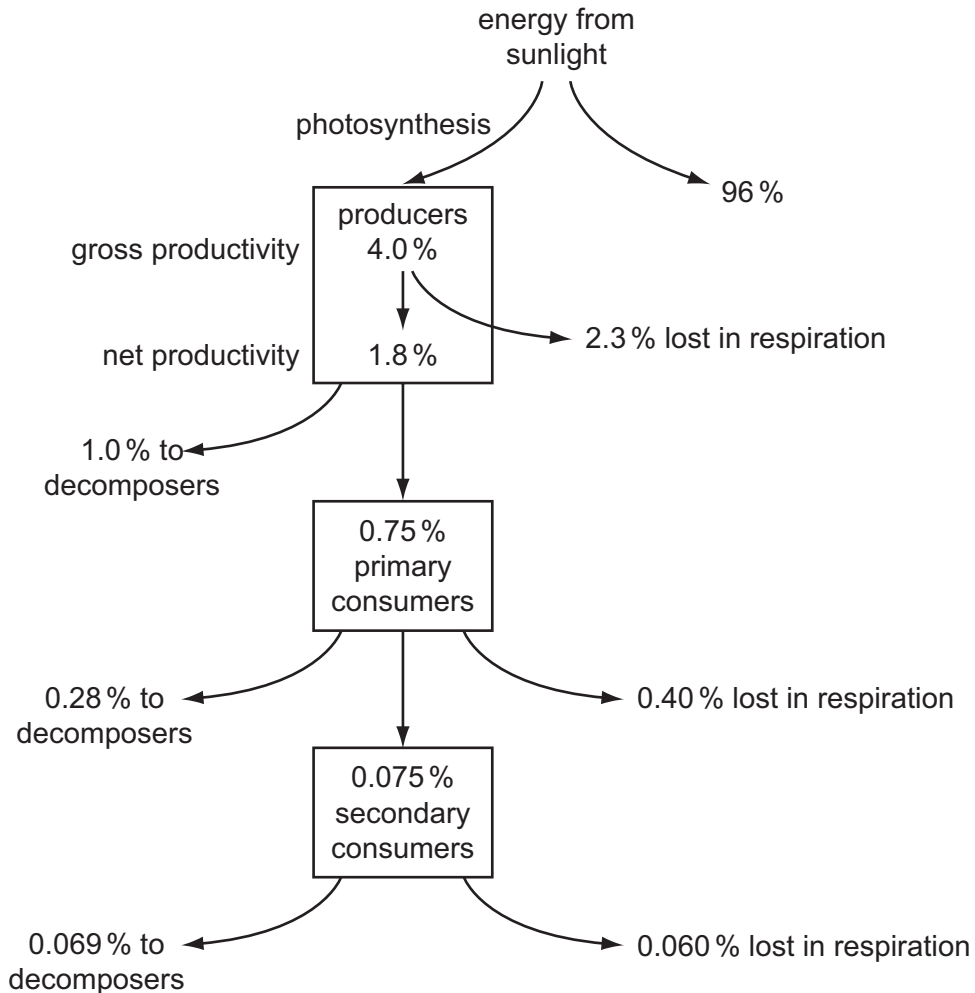 energy from
sunlight
photosynthesis
96 %
producers
gross productivity
4.0 %
2.3 % lost in respiration
net productivity
1.8 %
1.0 % to
decomposers
0.75 %
primary
consumers
0.28 % to
decomposers
0.40 % lost in respiration
0.075 %
secondary
consumers
0.069 % to
decomposers
0.060 % lost in respiration